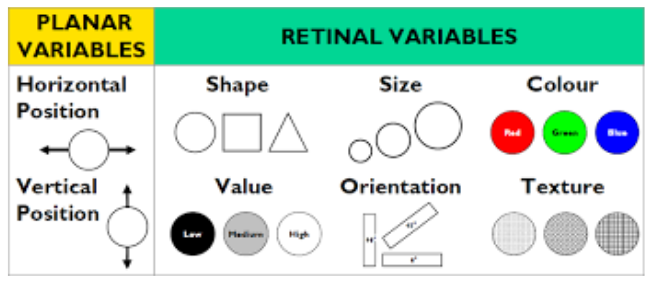 PLANAR
VARIABLES
RETINAL VARIABLES
Horizontal
Position
Shape
Size
Colour
Red
Green
Blue
Vertical
Position
Value
Orientation
Texture
Low
Medium
High